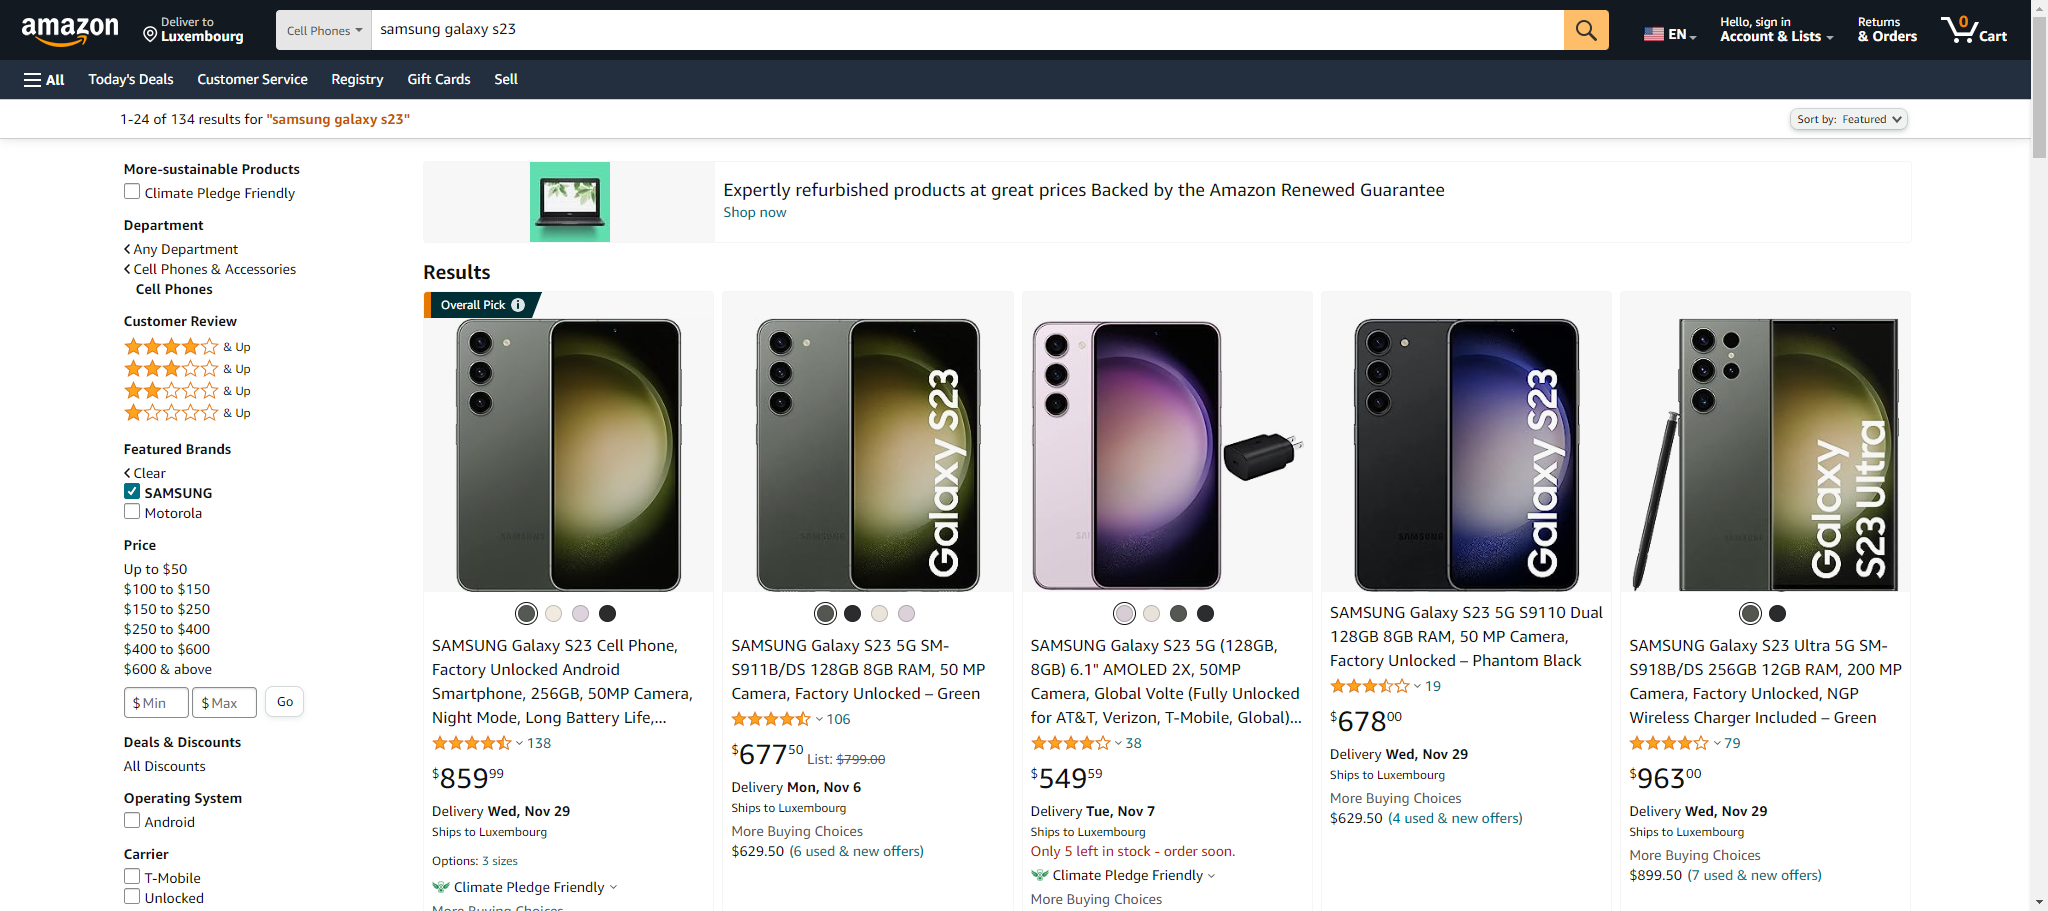 amazon
Deliver to
Luxembourg
Cell Phones
samsung galaxy s23
EN
Hello, sign in
Account & Lists
Returns
& Orders
0
Cart
All
Today's Deals
Customer Service
Registry
Gift Cards
Sell
1-24 of 134 results for "samsung galaxy s23"
Sort by: Featured
More-sustainable Products
Climate Pledge Friendly
Department
Any Department
Cell Phones & Accessories
Cell Phones
Customer Review
& Up
& Up
& Up
& Up
Featured Brands
Clear
SAMSUNG
Motorola
Price
Up to $50
$100 to $150
$150 to $250
$250 to $400
$400 to $600
$600 & above
$ Min
$ Max
Go
Deals & Discounts
All Discounts
Operating System
Android
Carrier
T-Mobile
Unlocked
Expertly refurbished products at great prices Backed by the Amazon Renewed Guarantee
Shop now
Results
Overall Pick
SAMSUNG
SAMSUNG Galaxy S23 Cell Phone,
Factory Unlocked Android
Smartphone, 256GB, 50MP Camera,
Night Mode, Long Battery Life,...
138
$859.99
Delivery Wed, Nov 29
Ships to Luxembourg
Options: 3 sizes
Climate Pledge Friendly
More Buying Choices
SAMSUNG
Galaxy S23
SAMSUNG Galaxy S23 5G SM-
S911B/DS 128GB 8GB RAM, 50 MP
Camera, Factory Unlocked – Green
106
$677.50 List: $799.00
Delivery Mon, Nov 6
Ships to Luxembourg
More Buying Choices
$629.50 (6 used & new offers)
SAMSUNG Galaxy S23 5G (128GB,
8GB) 6.1" AMOLED 2X, 50MP
Camera, Global Volte (Fully Unlocked
for AT&T, Verizon, T-Mobile, Global)...
38
$549.59
Delivery Tue, Nov 7
Ships to Luxembourg
Only 5 left in stock - order soon.
Climate Pledge Friendly
More Buying Choices
SAMSUNG
Galaxy S23
SAMSUNG Galaxy S23 5G S9110 Dual
128GB 8GB RAM, 50 MP Camera,
Factory Unlocked – Phantom Black
19
$678.00
Delivery Wed, Nov 29
Ships to Luxembourg
More Buying Choices
$629.50 (4 used & new offers)
Galaxy
S23 Ultra
SAMSUNG Galaxy S23 Ultra 5G SM-
S918B/DS 256GB 12GB RAM, 200 MP
Camera, Factory Unlocked, NGP
Wireless Charger Included – Green
79
$963.00
Delivery Wed, Nov 29
Ships to Luxembourg
More Buying Choices
$899.50 (7 used & new offers)